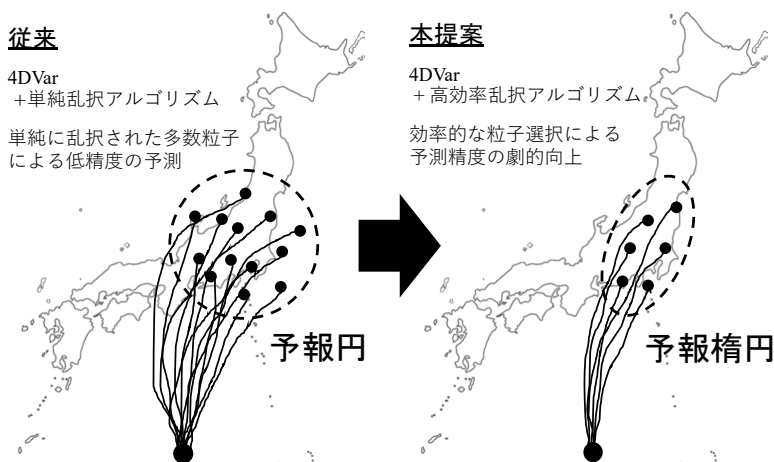 従来
4DVar
+単純乱択アルゴリズム
単純に乱択された多数粒子
による低精度の予測
予報円
本提案
4DVar
+高効率乱択アルゴリズム
効率的な粒子選択による
予測精度の劇的向上
予報楕円